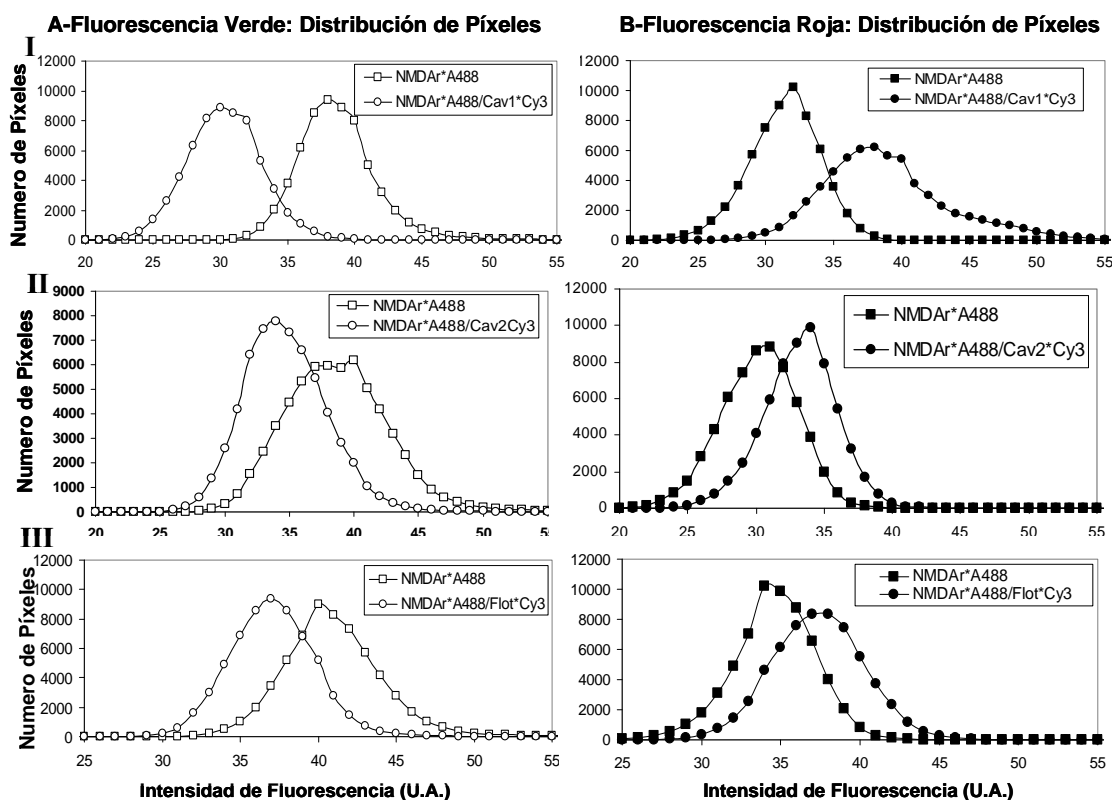 A-Fluorescencia Verde: Distribución de Píxeles
B-Fluorescencia Roja: Distribución de Píxeles
I
Numero de Píxeles
12000
10000
8000
6000
4000
2000
0
20 25 30 35 40 45 50 55
NMDAr*A488
NMDAr*A488/Cav1*Cy3
12000
10000
8000
6000
4000
2000
0
20 25 30 35 40 45 50 55
NMDAr*A488
NMDAr*A488/Cav1*Cy3
II
Numero de Píxeles
9000
8000
7000
6000
5000
4000
3000
2000
1000
0
20 25 30 35 40 45 50 55
NMDAr*A488
NMDAr*A488/Cav2Cy3
12000
10000
8000
6000
4000
2000
0
20 25 30 35 40 45 50 55
NMDAr*A488
NMDAr*A488/Cav2*Cy3
III
Numero de Píxeles
12000
10000
8000
6000
4000
2000
0
25 30 35 40 45 50 55
NMDAr*A488
NMDAr*A488/Flot*Cy3
Intensidad de Fluorescencia (U.A.)
12000
10000
8000
6000
4000
2000
0
25 30 35 40 45 50 55
NMDAr*A488
NMDAr*A488/Flot*Cy3
Intensidad de Fluorescencia (U.A.)